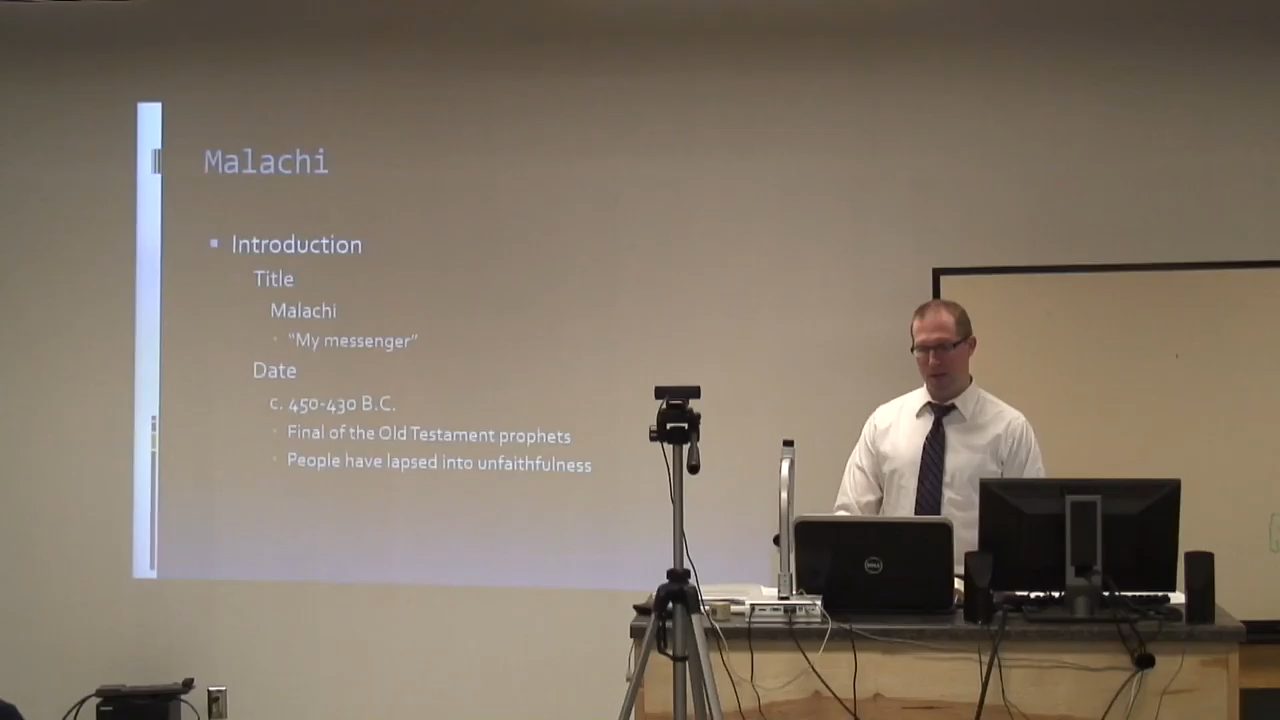 Malachi
Introduction
Title
Malachi
“My messenger”
Date
c. 450-430 B.C.
Final of the Old Testament prophets
People have lapsed into unfaithfulness
DELL